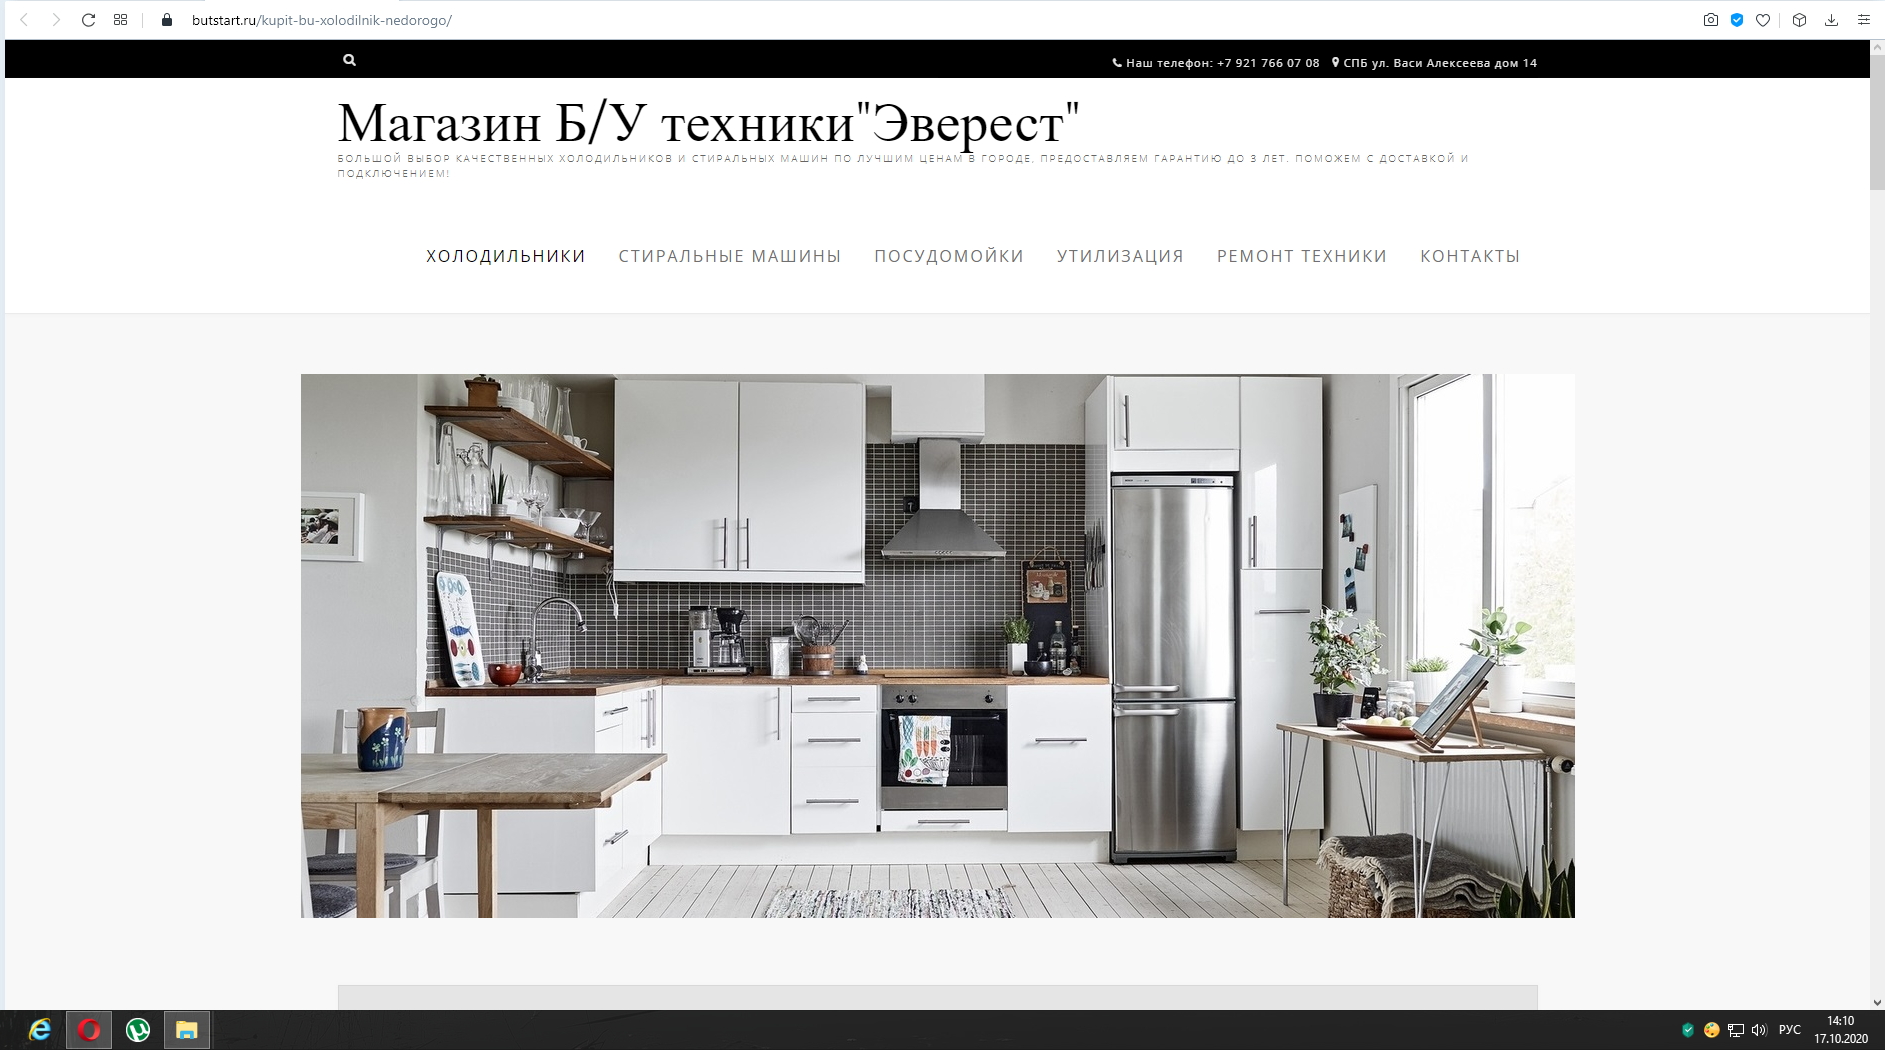 butstart.ru/kupit-bu-xolodilnik-nedorogo/
Наш телефон: +7 921 766 07 08 СПБ ул. Васи Алексеева дом 14
Магазин Б/У техники"Эверест"
БОЛЬШОЙ ВЫБОР КАЧЕСТВЕННЫХ ХОЛОДИЛЬНИКОВ И СТИРАЛЬНЫХ МАШИН ПО ЛУЧШИМ ЦЕНАМ В ГОРОДЕ, ПРЕДОСТАВЛЯЕМ ГАРАНТИЮ ДО 3 ЛЕТ. ПОМОЖЕМ С ДОСТАВКОЙ И
ПОДКЛЮЧЕНИЕМ!
ХОЛОДИЛЬНИКИ СТИРАЛЬНЫЕ МАШИНЫ ПОСУДОМОЙКИ УТИЛИЗАЦИЯ РЕМОНТ ТЕХНИКИ КОНТАКТЫ
РУС
14:10
17.10.2020